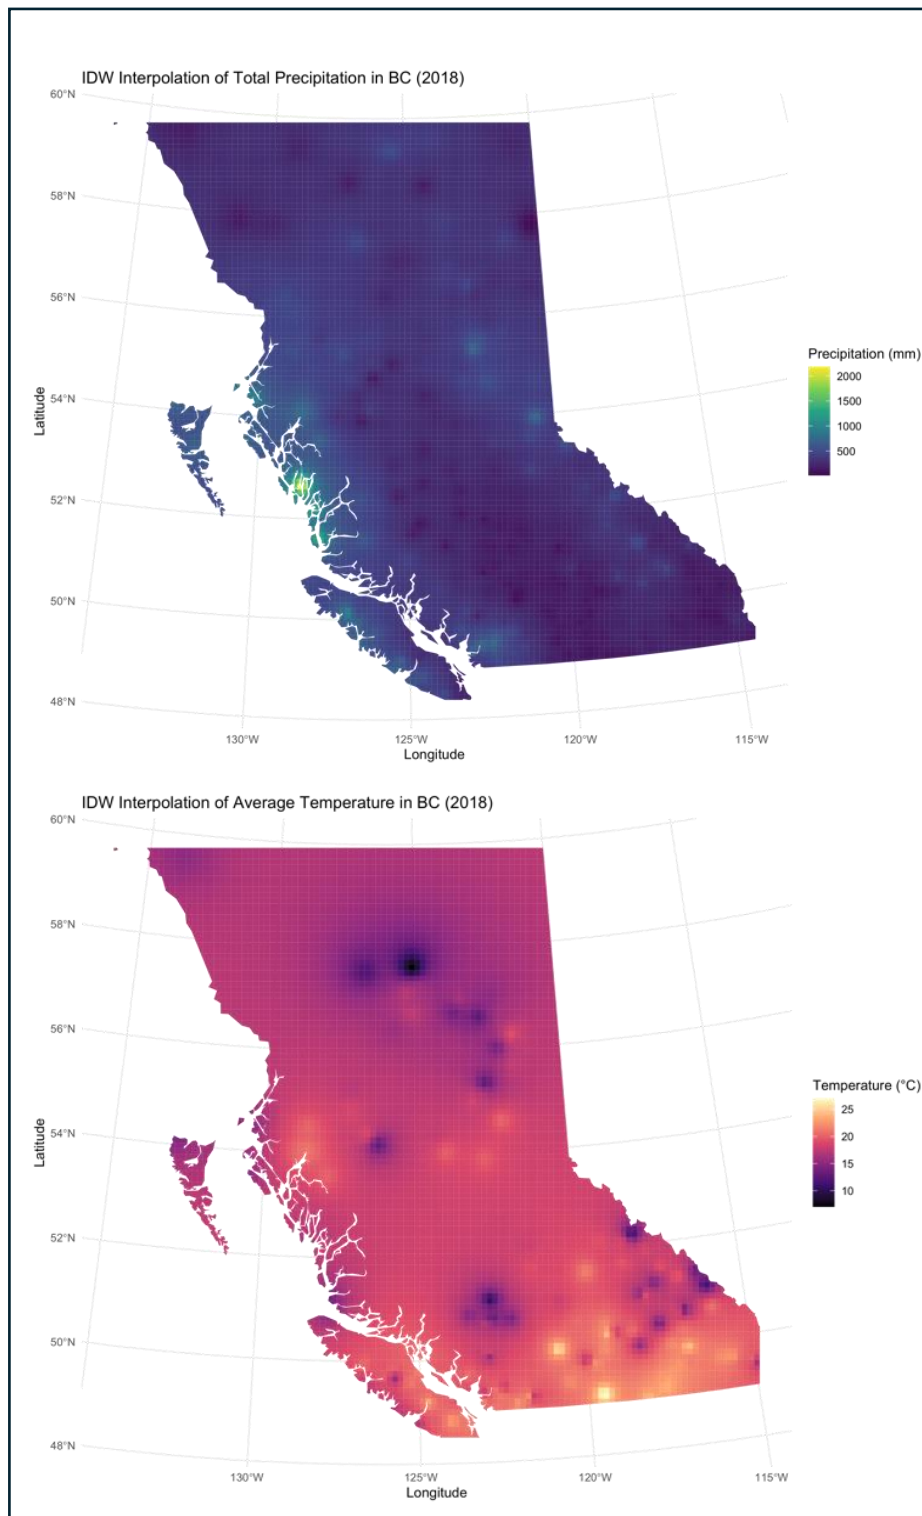 IDW Interpolation of Total Precipitation in BC (2018)
60°N
58°N
56°N
54°N
52°N
50°N
48°N
Latitude
130°W
125°W
120°W
115°W
Longitude
Precipitation (mm)
2000
1500
1000
500
IDW Interpolation of Average Temperature in BC (2018)
60°N
58°N
56°N
54°N
52°N
50°N
48°N
Latitude
130°W
125°W
120°W
115°W
Longitude
Temperature (°C)
25
20
15
10